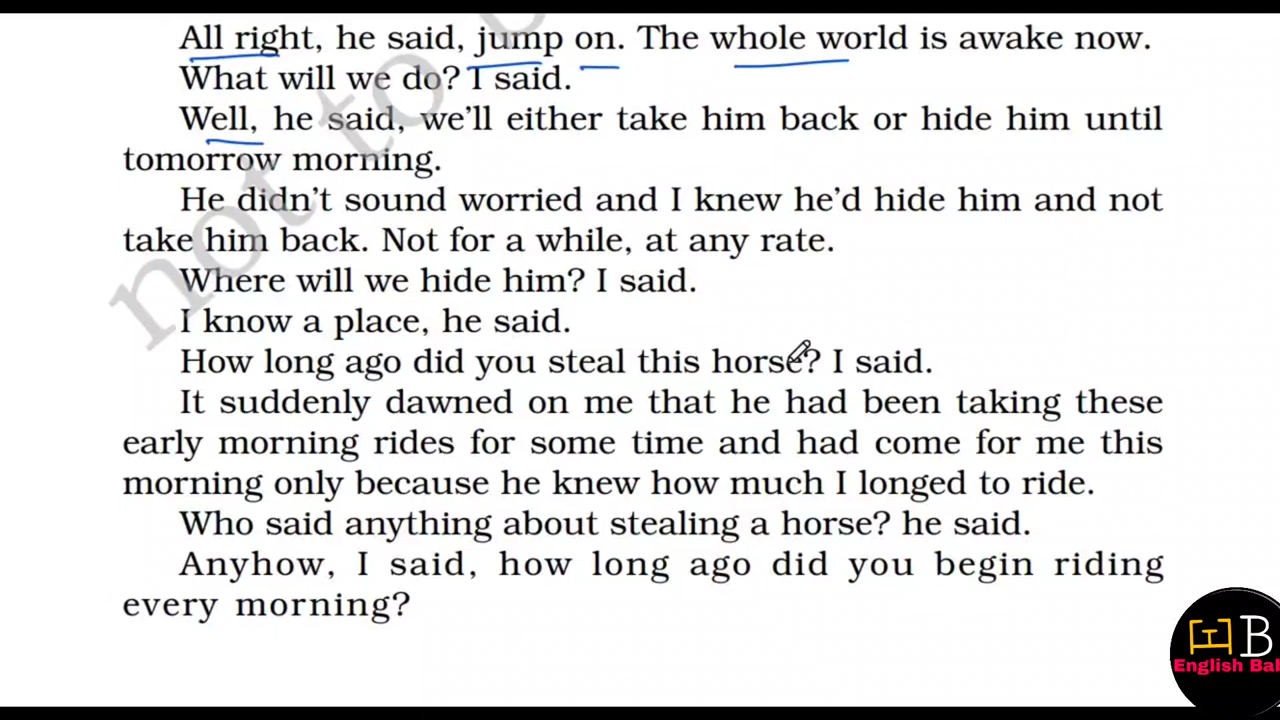 All right, he said, jump on. The whole world is awake now.
What will we do? I said.
Well, he said, we'll either take him back or hide him until
tomorrow morning.
He didn't sound worried and I knew he'd hide him and not
take him back. Not for a while, at any rate.
Where will we hide him? I said.
I know a place, he said.
How long ago did you steal this horse? I said.
It suddenly dawned on me that he had been taking these
early morning rides for some time and had come for me this
morning only because he knew how much I longed to ride.
Who said anything about stealing a horse? he said.
Anyhow, I said, how long ago did you begin riding
every morning?
not to
B
English Bal